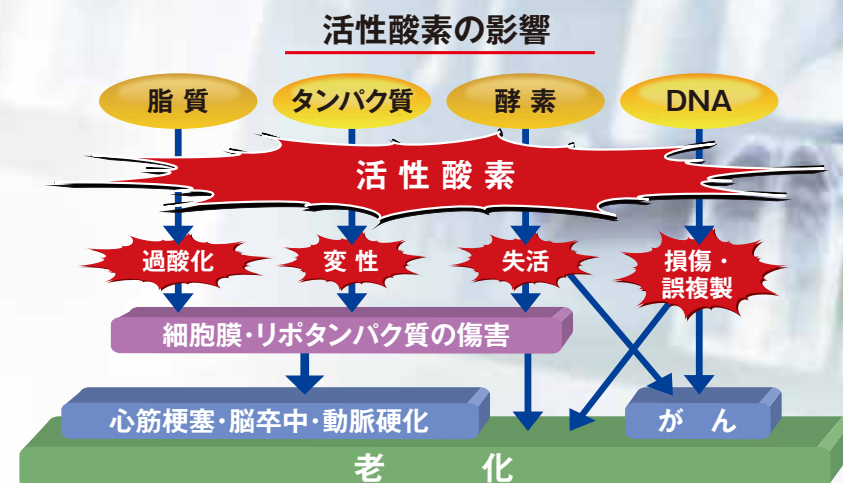 活性酸素の影響
脂質
タンパク質
酵素
DNA
活性酸素
過酸化
変性
失活
損傷・
誤複製
細胞膜・リポタンパク質の傷害
心筋梗塞・脳卒中・動脈硬化
がん
老化